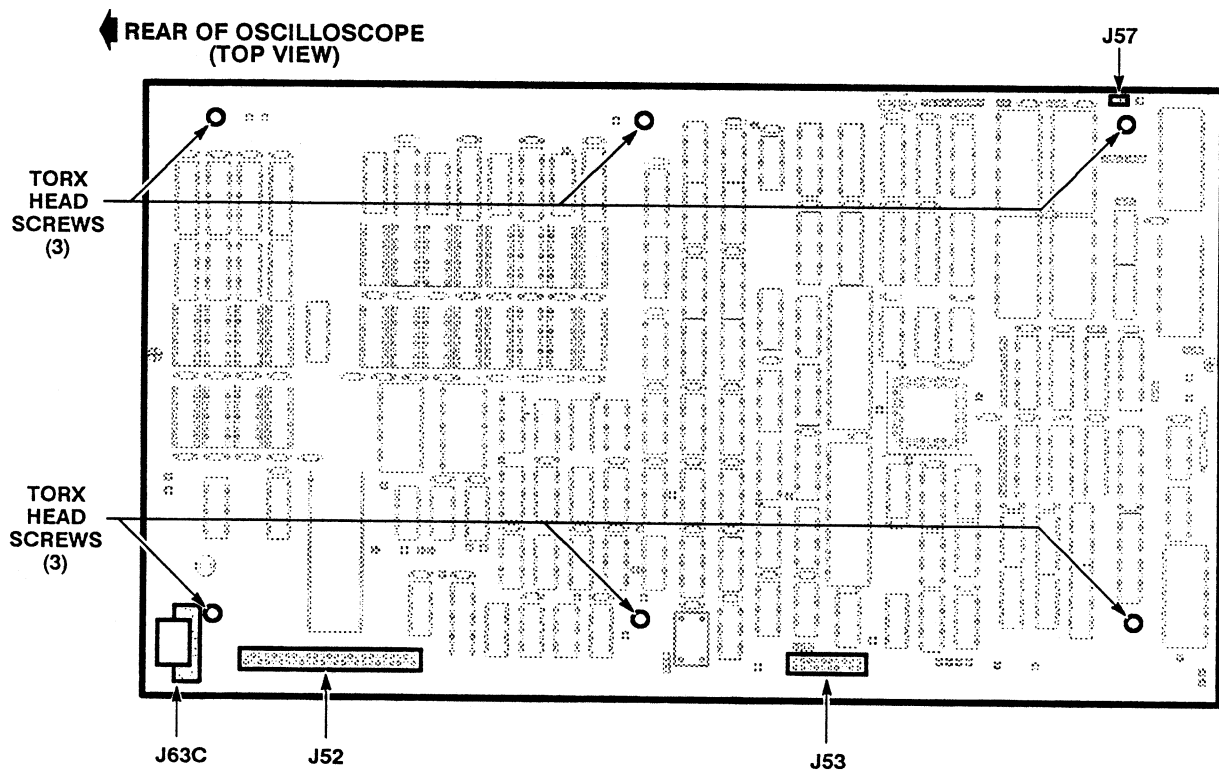 REAR OF OSCILLOSCOPE
(TOP VIEW)
J57
TORX
HEAD
SCREWS
(3)
TORX
HEAD
SCREWS
(3)
J63C
J52
J53